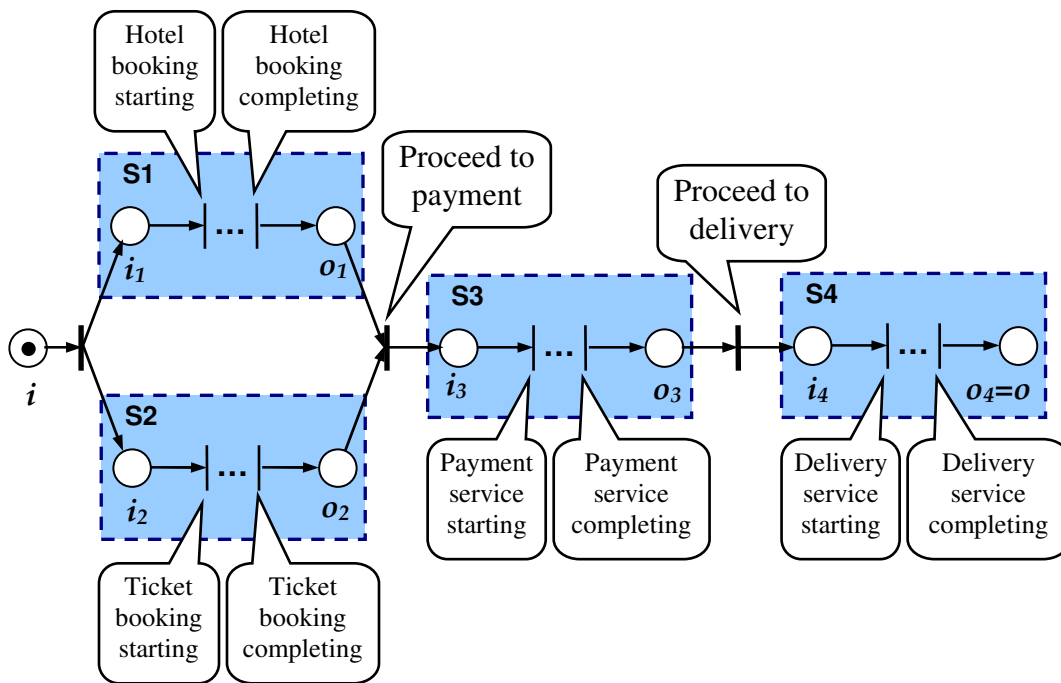 Hotel
booking
starting
Hotel
booking
completing
Proceed to
payment
Proceed to
delivery
S1
...
i1
o1
S3
...
i3
o3
S4
...
i4
o4=o
i
S2
...
i2
o2
Payment
service
starting
Payment
service
completing
Delivery
service
starting
Delivery
service
completing
Ticket
booking
starting
Ticket
booking
completing